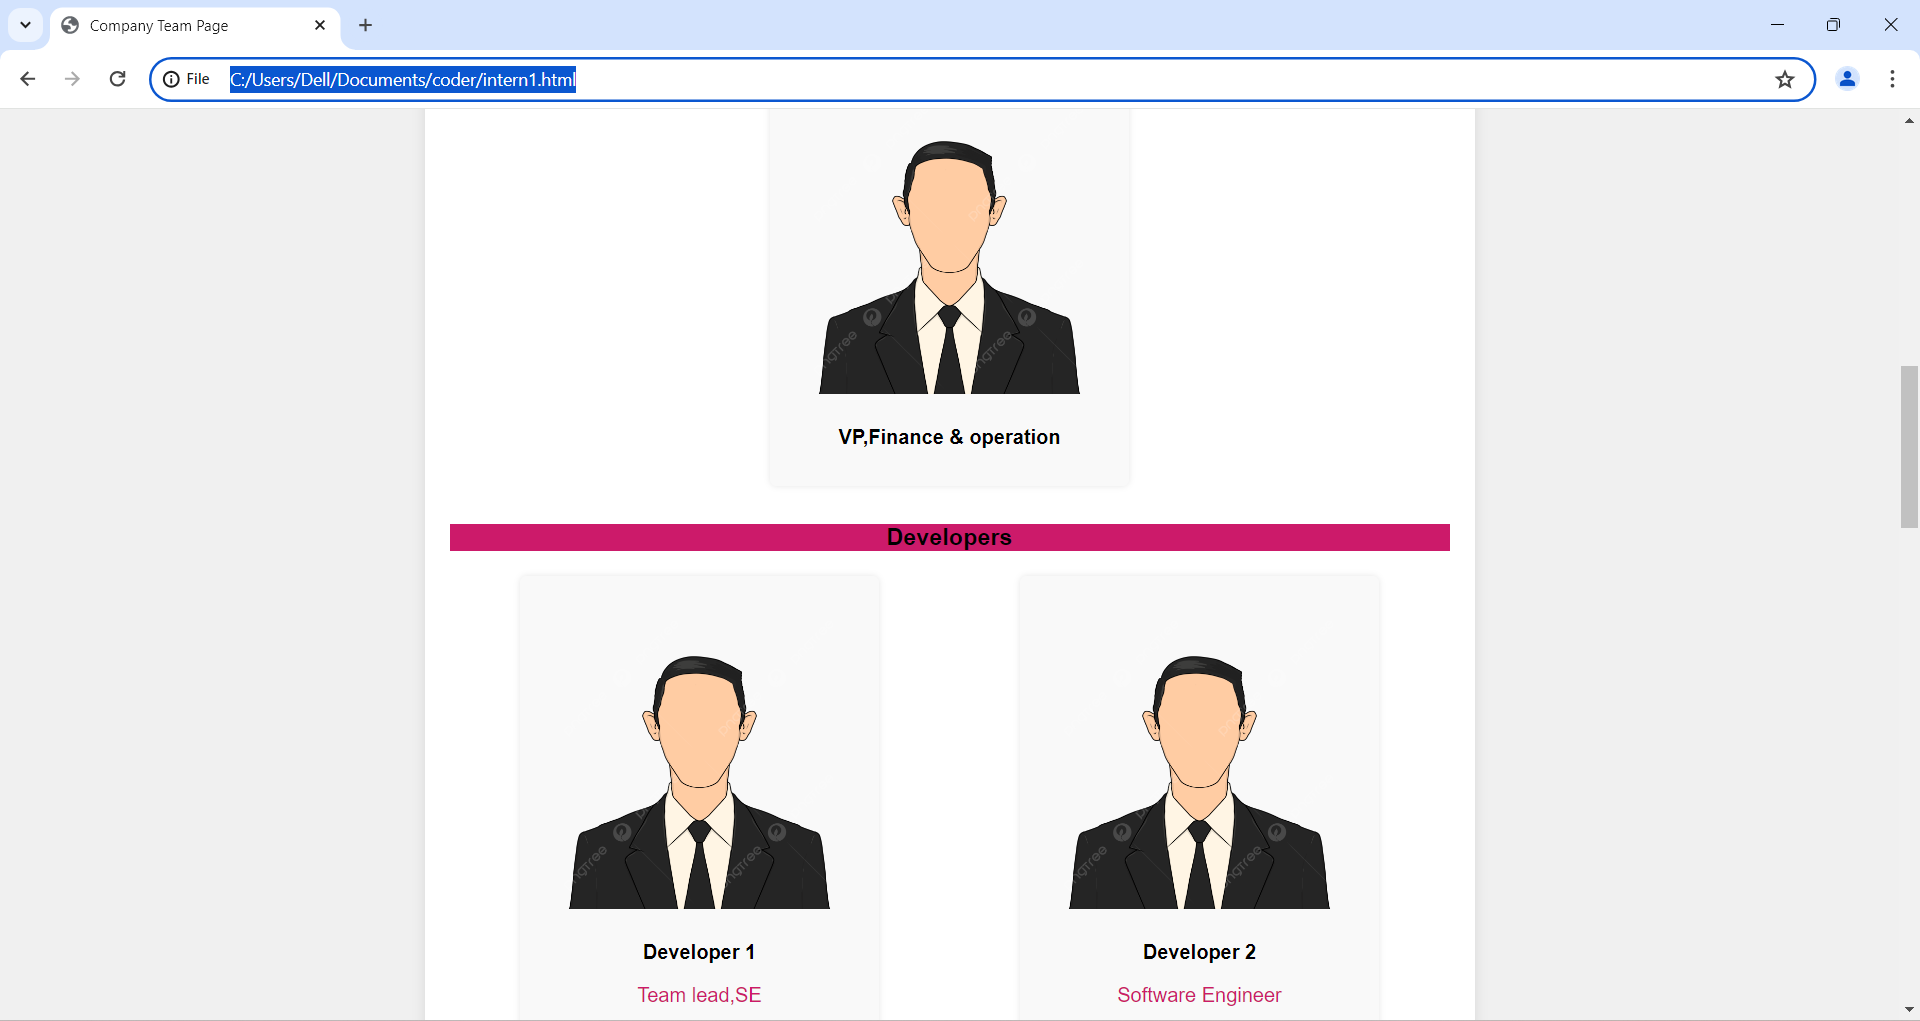 Company Team Page
File C:/Users/Dell/Documents/coder/intern1.html
VP,Finance & operation
Developers
Developer 1
Developer 2
Team lead,SE
Software Engineer